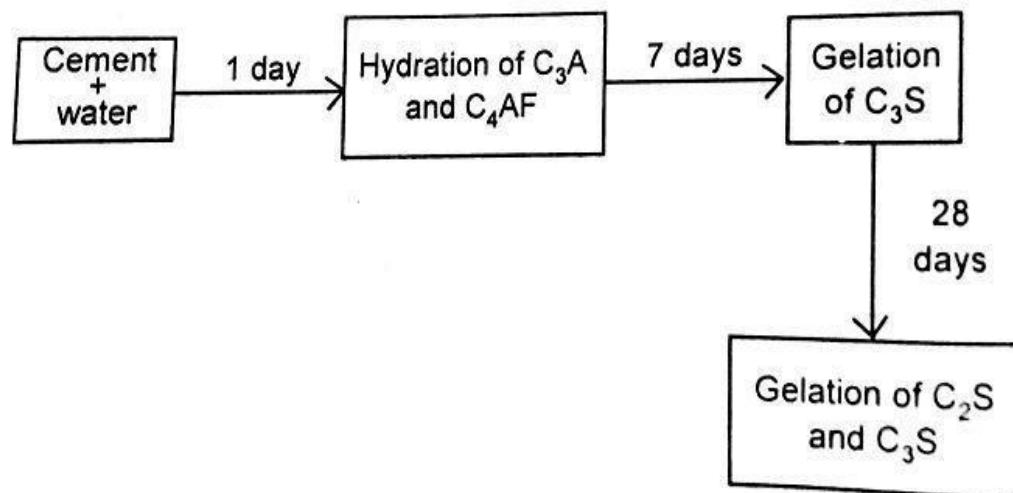 Cement
+
water
1 day
Hydration of C₃A
and C₄AF
7 days
Gelation
of C₃S
28
days
Gelation of C₂S
and C₃S